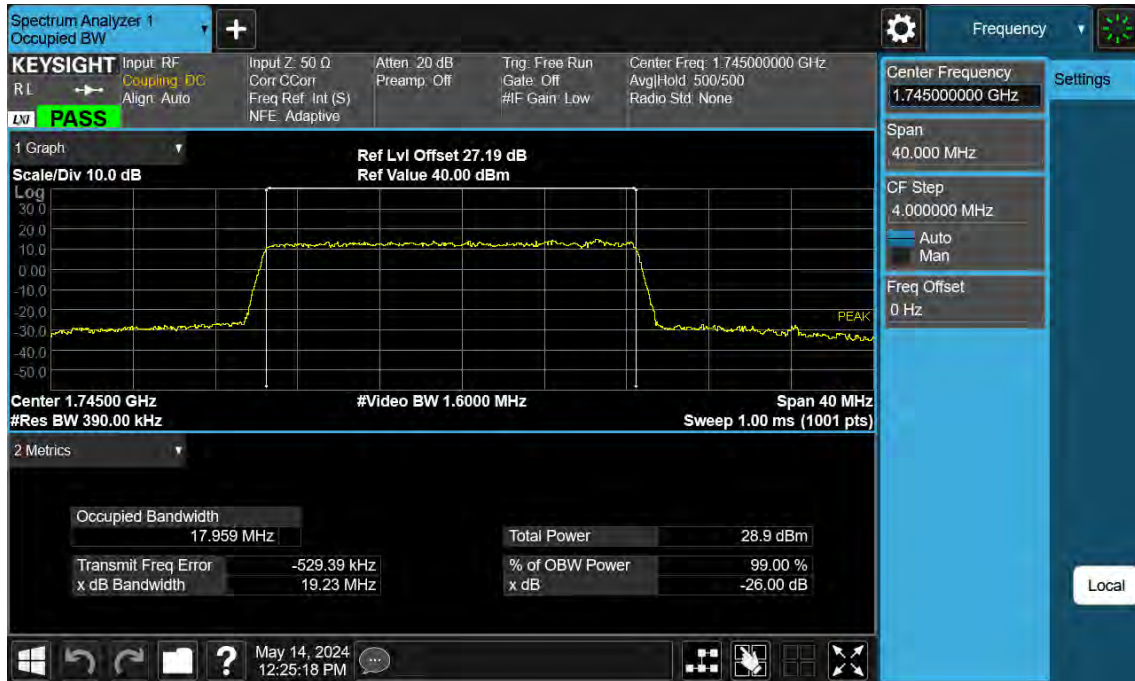 Spectrum Analyzer 1
Occupied BW
Frequency
KEYSIGHT
R L
LXI PASS
Input: RF
Coupling: DC
Align: Auto
Input Z: 50 Ω
Corr CCorr
Freq Ref: Int (S)
NFE: Adaptive
Atten: 20 dB
Preamp: Off
Trig: Free Run
Gate: Off
#IF Gain: Low
Center Freq: 1.745000000 GHz
Avg|Hold: 500/500
Radio Std: None
Center Frequency
1.745000000 GHz
Settings
Span
40.000 MHz
CF Step
4.000000 MHz
Auto
Man
Freq Offset
0 Hz
Local
1 Graph
Scale/Div 10.0 dB
Ref Lvl Offset 27.19 dB
Ref Value 40.00 dBm
Log
30.0
20.0
10.0
0.00
-10.0
-20.0
-30.0
-40.0
-50.0
PEAK
Center 1.74500 GHz
#Res BW 390.00 kHz
#Video BW 1.6000 MHz
Span 40 MHz
Sweep 1.00 ms (1001 pts)
2 Metrics
Occupied Bandwidth
17.959 MHz
Transmit Freq Error -529.39 kHz
x dB Bandwidth 19.23 MHz
Total Power 28.9 dBm
% of OBW Power 99.00 %
x dB -26.00 dB
May 14, 2024
12:25:18 PM